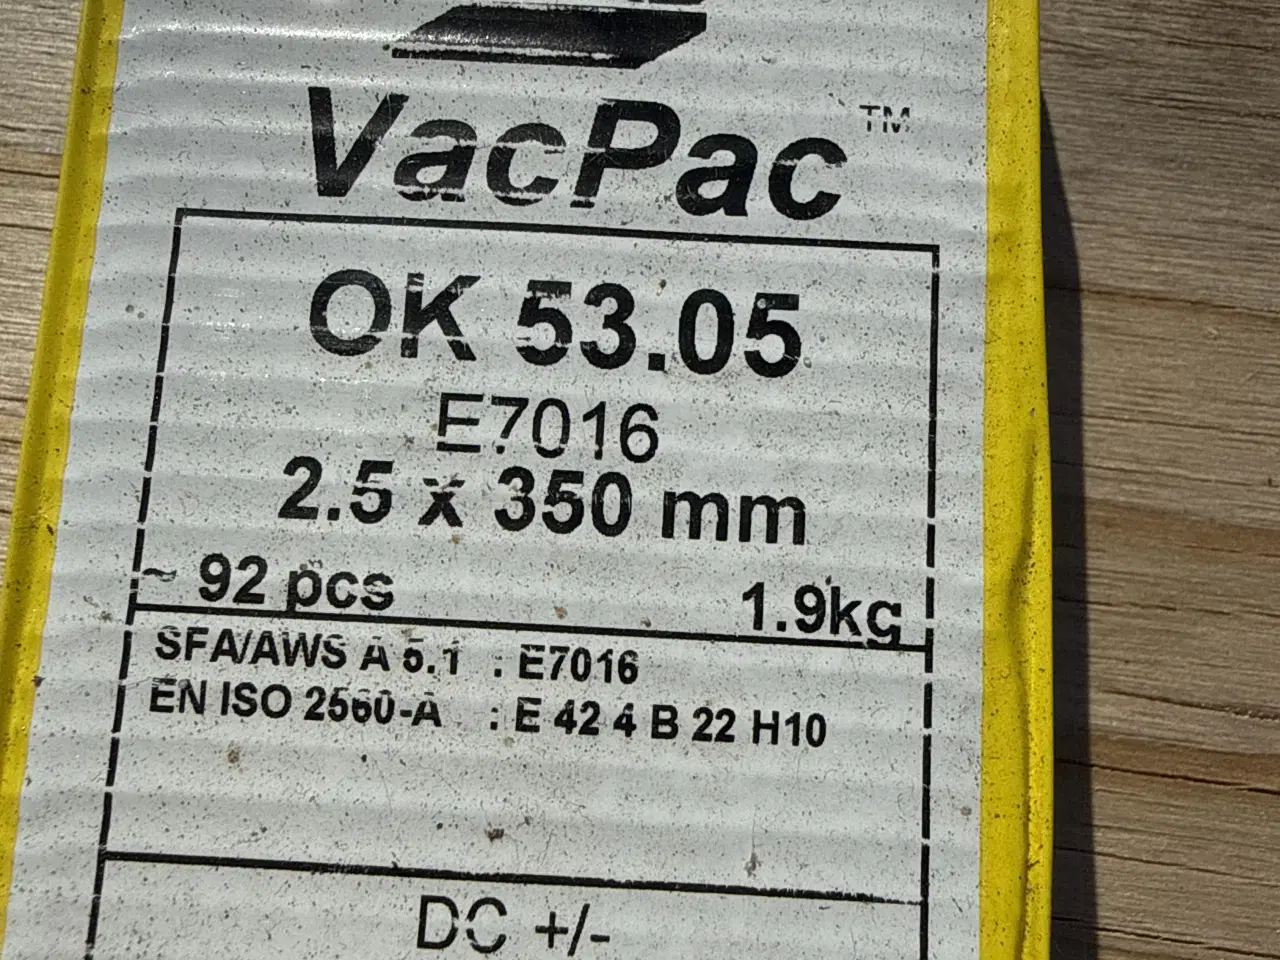 VacPac™
OK 53.05
E7016
2.5 x 350 mm
~ 92 pcs 1.9kg
SFA/AWS A 5.1 : E7016
EN ISO 2560-A : E 42 4 B 22 H10
DC +/-